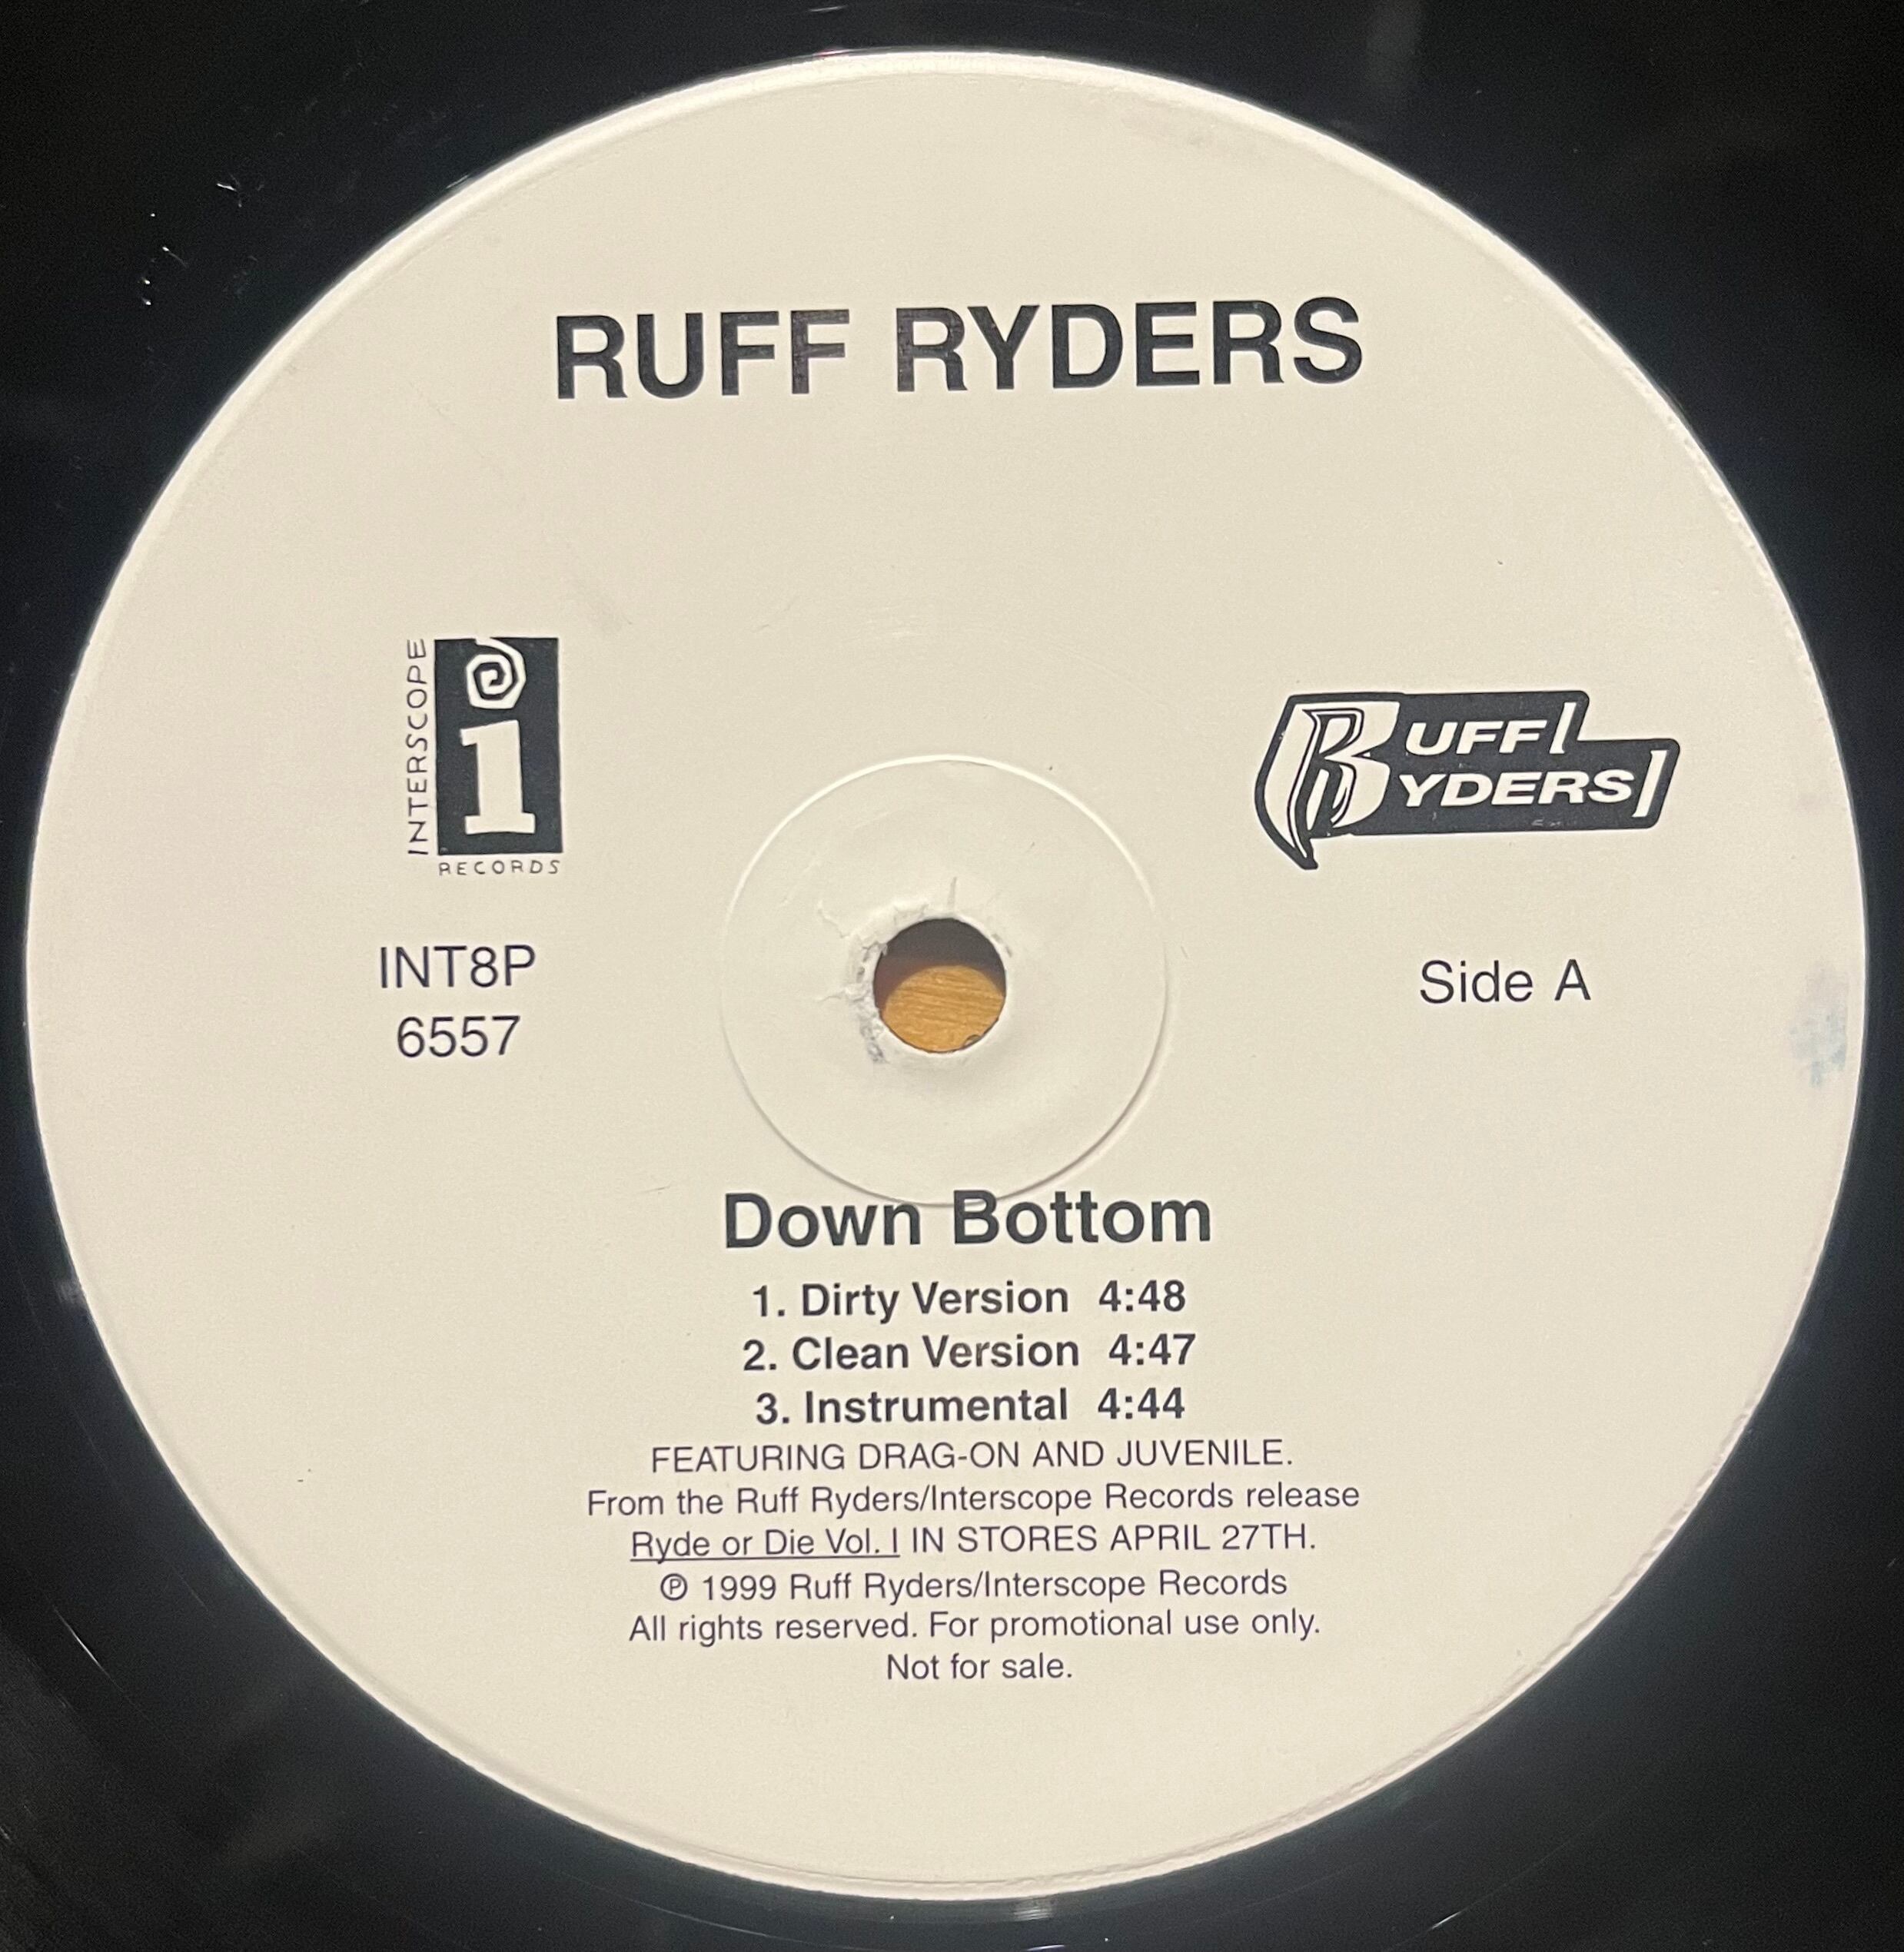 RUFF RYDERS
INTERSCOPE
i
RECORDS
RUFF
RYDERS
INT8P
6557
Side A
Down Bottom
1. Dirty Version 4:48
2. Clean Version 4:47
3. Instrumental 4:44
FEATURING DRAG-ON AND JUVENILE.
From the Ruff Ryders/Interscope Records release
Ryde or Die Vol. I IN STORES APRIL 27TH.
℗ 1999 Ruff Ryders/Interscope Records
All rights reserved. For promotional use only.
Not for sale.